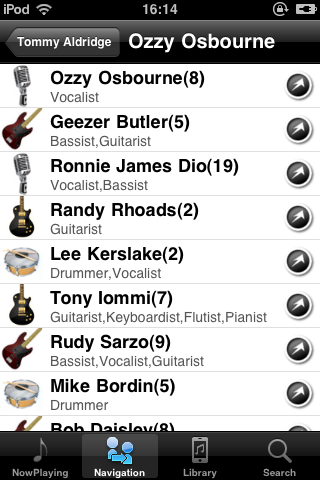 iPod 16:14
Tommy Aldridge Ozzy Osbourne
Ozzy Osbourne(8)
Vocalist
Geezer Butler(5)
Bassist,Guitarist
Ronnie James Dio(19)
Vocalist,Bassist
Randy Rhoads(2)
Guitarist
Lee Kerslake(2)
Drummer,Vocalist
Tony Iommi(7)
Guitarist,Keyboardist,Flutist,Pianist
Rudy Sarzo(9)
Bassist,Vocalist,Guitarist
Mike Bordin(5)
Drummer
Bob Daisley(8)
NowPlaying Navigation Library Search